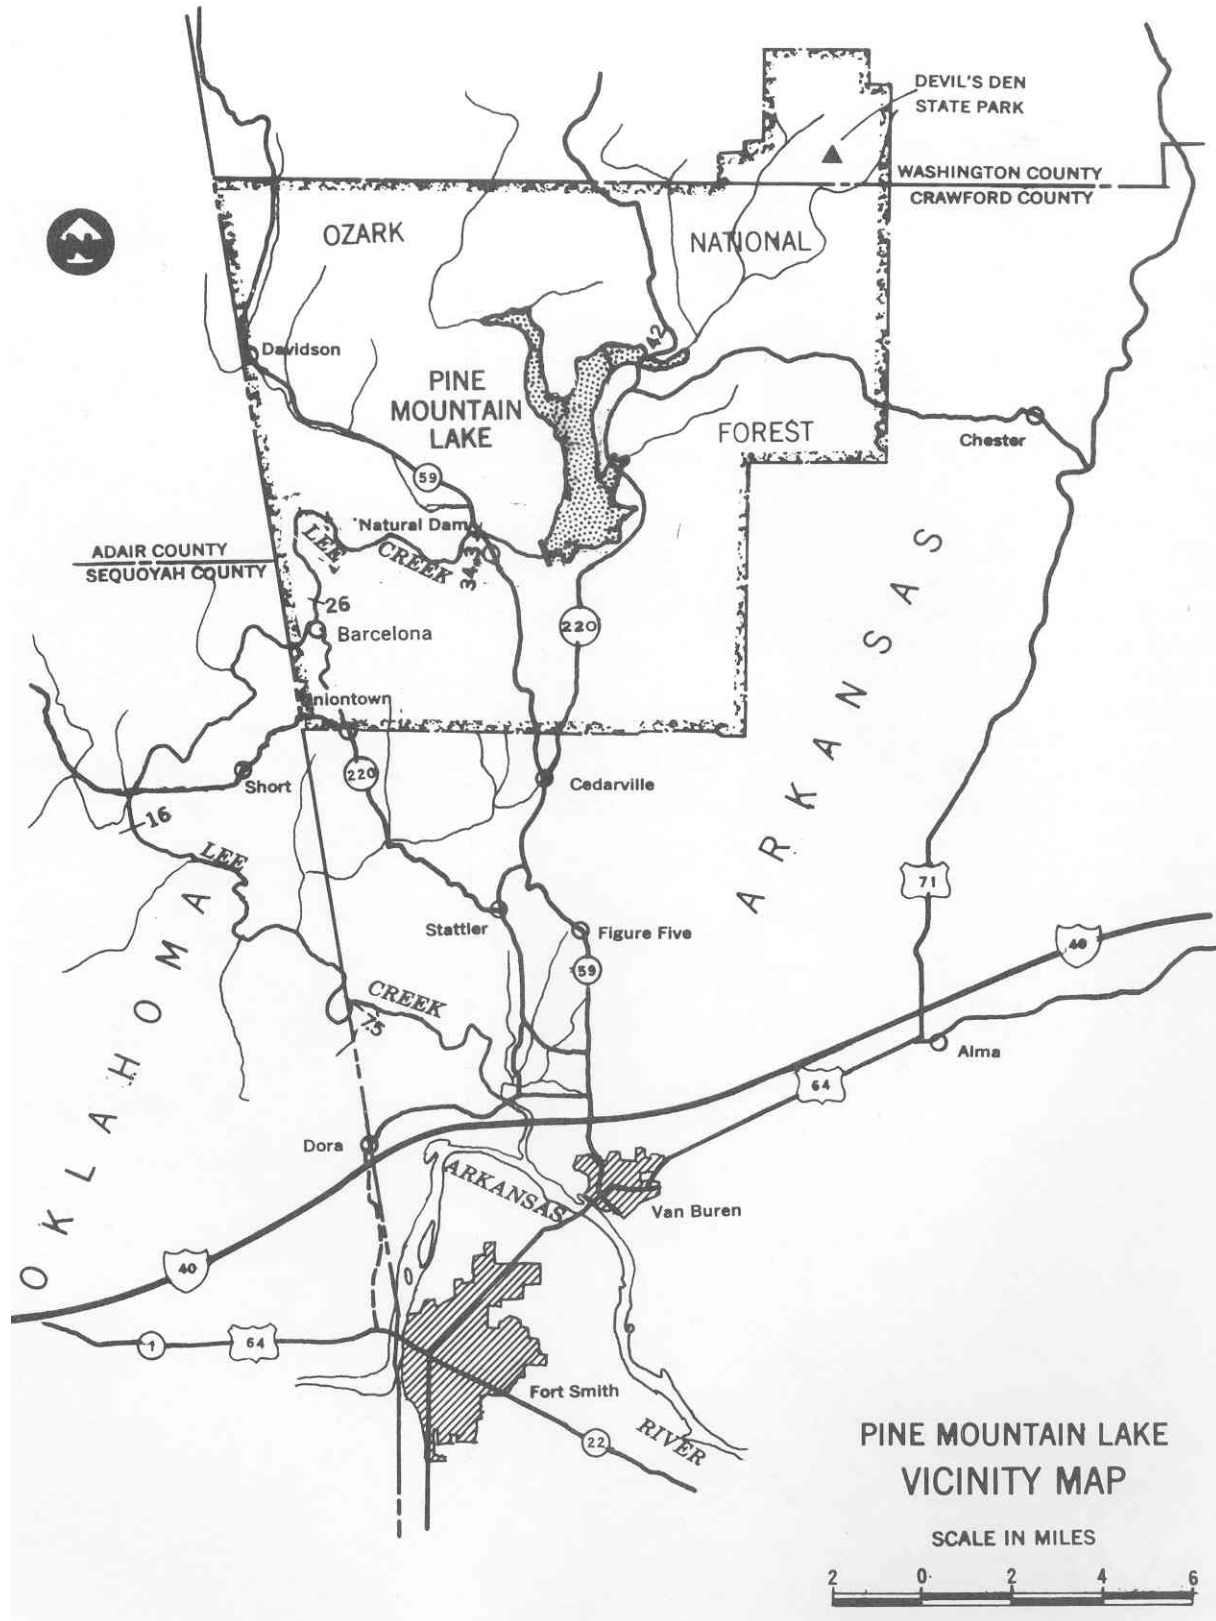 DEVIL'S DEN
STATE PARK
WASHINGTON COUNTY
CRAWFORD COUNTY
N
OZARK
NATIONAL
42
Davidson
PINE
MOUNTAIN
LAKE
FOREST
Chester
59
Natural Dam
LEE
CREEK
34.3
ADAIR COUNTY
SEQUOYAH COUNTY
26
Barcelona
220
ARKANSAS
niontown
220
Short
Cedarville
16
LEE
71
OKLAHOMA
Stattler
Figure Five
40
59
CREEK
7.5
Alma
64
Dora
ARKANSAS
Van Buren
40
1
64
Fort Smith
22
RIVER
PINE MOUNTAIN LAKE
VICINITY MAP
SCALE IN MILES
2 0 2 4 6